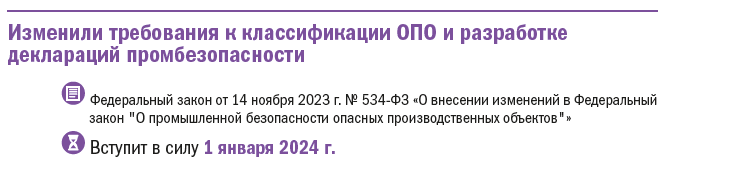 Изменили требования к классификации ОПО и разработке
деклараций промбезопасности
Федеральный закон от 14 ноября 2023 г. № 534-ФЗ «О внесении изменений в Федеральный
закон "О промышленной безопасности опасных производственных объектов"»
Вступит в силу 1 января 2024 г.